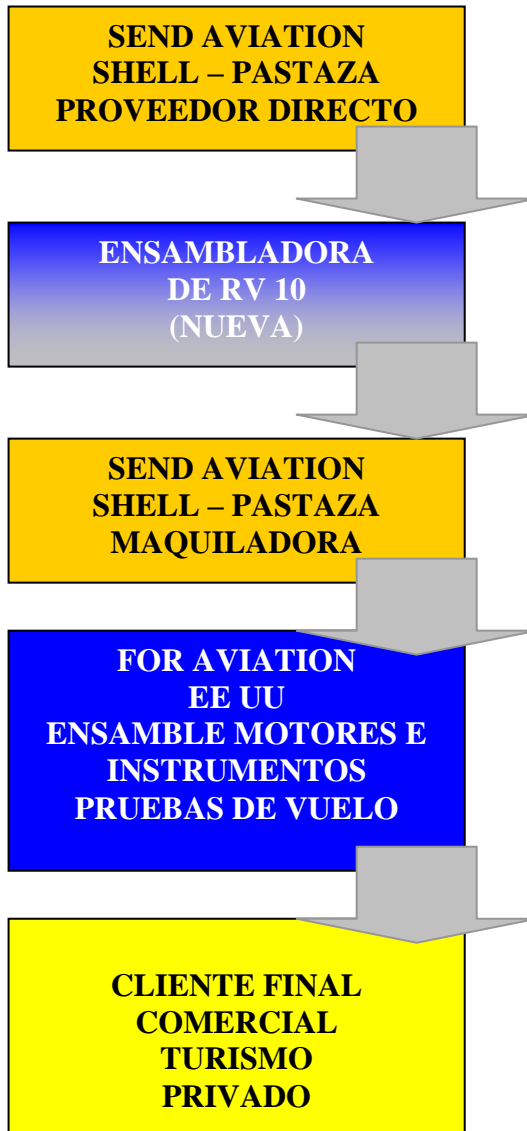 SEND AVIATION
SHELL – PASTAZA
PROVEEDOR DIRECTO
ENSAMBLADORA
DE RV 10
(NUEVA)
SEND AVIATION
SHELL – PASTAZA
MAQUILADORA
FOR AVIATION
EE UU
ENSAMBLE MOTORES E
INSTRUMENTOS
PRUEBAS DE VUELO
CLIENTE FINAL
COMERCIAL
TURISMO
PRIVADO